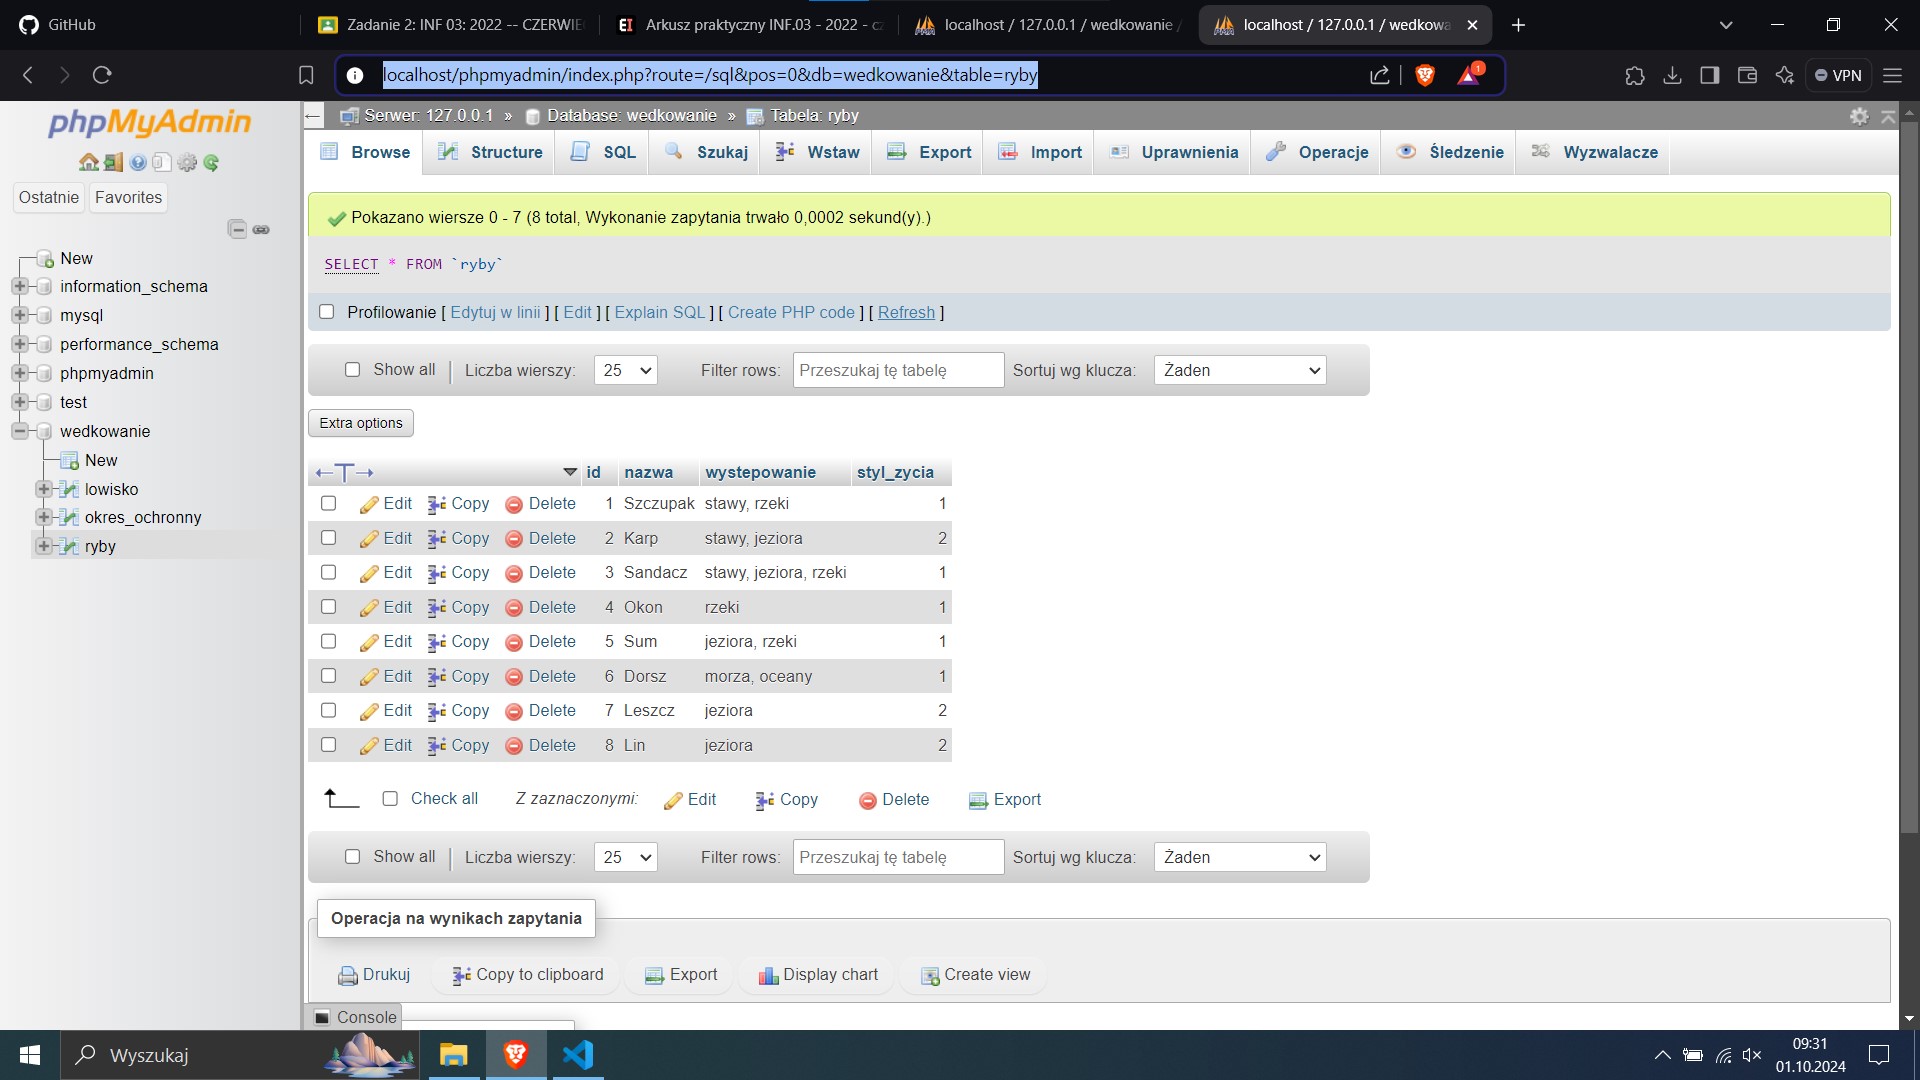 GitHub
Zadanie 2: INF 03: 2022 -- CZERWIE
Arkusz praktyczny INF.03 - 2022 - cz
localhost / 127.0.0.1 / wedkowanie /
localhost / 127.0.0.1 / wedkowa
localhost/phpmyadmin/index.php?route=/sql&pos=0&db=wedkowanie&table=ryby
1
VPN
phpMyAdmin
Ostatnie
Favorites
New
information_schema
mysql
performance_schema
phpmyadmin
test
wedkowanie
New
lowisko
okres_ochronny
ryby
Serwer: 127.0.0.1 » Database: wedkowanie » Tabela: ryby
Browse Structure SQL Szukaj Wstaw Export Import Uprawnienia Operacje Śledzenie Wyzwalacze
Pokazano wiersze 0 - 7 (8 total, Wykonanie zapytania trwało 0,0002 sekund(y).)
SELECT * FROM `ryby`
Profilowanie [ Edytuj w linii ] [ Edit ] [ Explain SQL ] [ Create PHP code ] [ Refresh ]
Show all | Liczba wierszy: 25 Filter rows: Przeszukaj tę tabelę Sortuj wg klucza: Żaden
Extra options
←T→ id nazwa wystepowanie styl_zycia
Edit Copy Delete 1 Szczupak stawy, rzeki 1
Edit Copy Delete 2 Karp stawy, jeziora 2
Edit Copy Delete 3 Sandacz stawy, jeziora, rzeki 1
Edit Copy Delete 4 Okon rzeki 1
Edit Copy Delete 5 Sum jeziora, rzeki 1
Edit Copy Delete 6 Dorsz morza, oceany 1
Edit Copy Delete 7 Leszcz jeziora 2
Edit Copy Delete 8 Lin jeziora 2
Check all Z zaznaczonymi: Edit Copy Delete Export
Show all | Liczba wierszy: 25 Filter rows: Przeszukaj tę tabelę Sortuj wg klucza: Żaden
Operacja na wynikach zapytania
Drukuj Copy to clipboard Export Display chart Create view
Console
Wyszukaj
09:31
01.10.2024